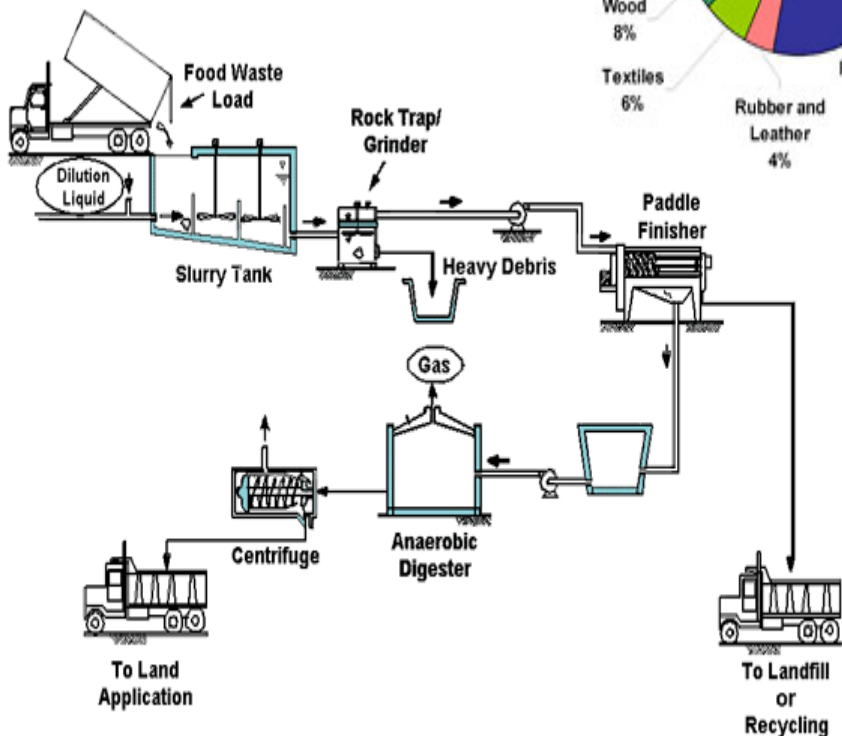 Wood
8%
Textiles
6%
Rubber and
Leather
4%
Food Waste
Load
Rock Trap/
Grinder
Dilution
Liquid
Paddle
Finisher
Slurry Tank
Heavy Debris
Gas
Centrifuge
Anaerobic
Digester
To Land
Application
To Landfill
or
Recycling